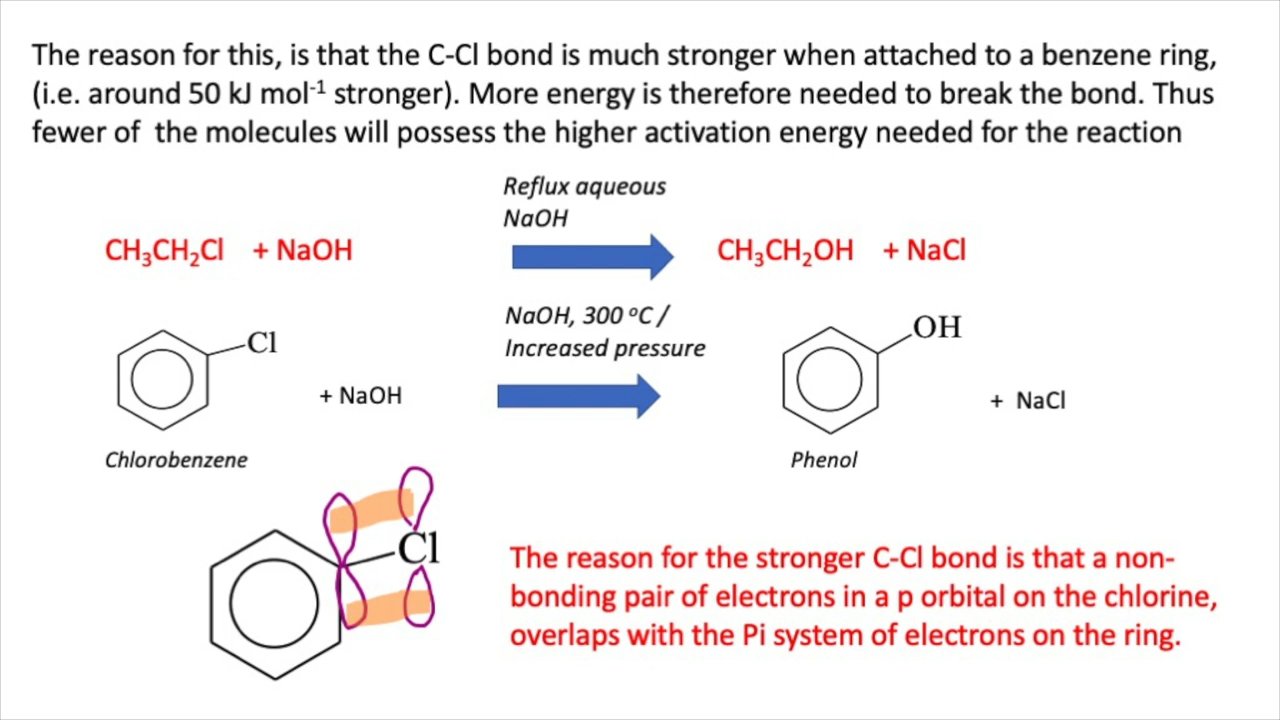 The reason for this, is that the C-Cl bond is much stronger when attached to a benzene ring,
(i.e. around 50 kJ mol⁻¹ stronger). More energy is therefore needed to break the bond. Thus
fewer of the molecules will possess the higher activation energy needed for the reaction
Reflux aqueous
NaOH
CH₃CH₂Cl + NaOH
CH₃CH₂OH + NaCl
NaOH, 300 ºC /
Increased pressure
Cl
OH
+ NaOH
+ NaCl
Chlorobenzene
Phenol
Cl
The reason for the stronger C-Cl bond is that a non-
bonding pair of electrons in a p orbital on the chlorine,
overlaps with the Pi system of electrons on the ring.